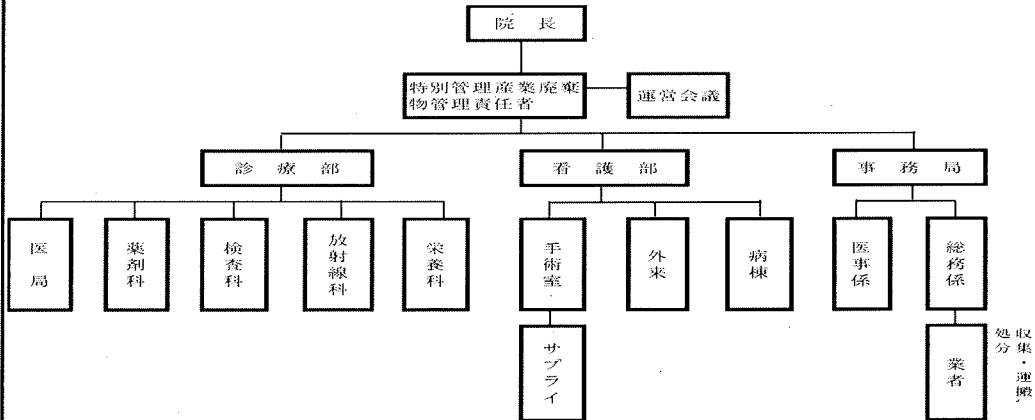 院長
特別管理産業廃棄
物管理責任者
運営会議
診療部
看護部
事務局
医局
薬剤科
検査科
放射線科
栄養科
手術室
外来
病棟
医事係
総務係
サプライ
業者
収集・運搬、
処分